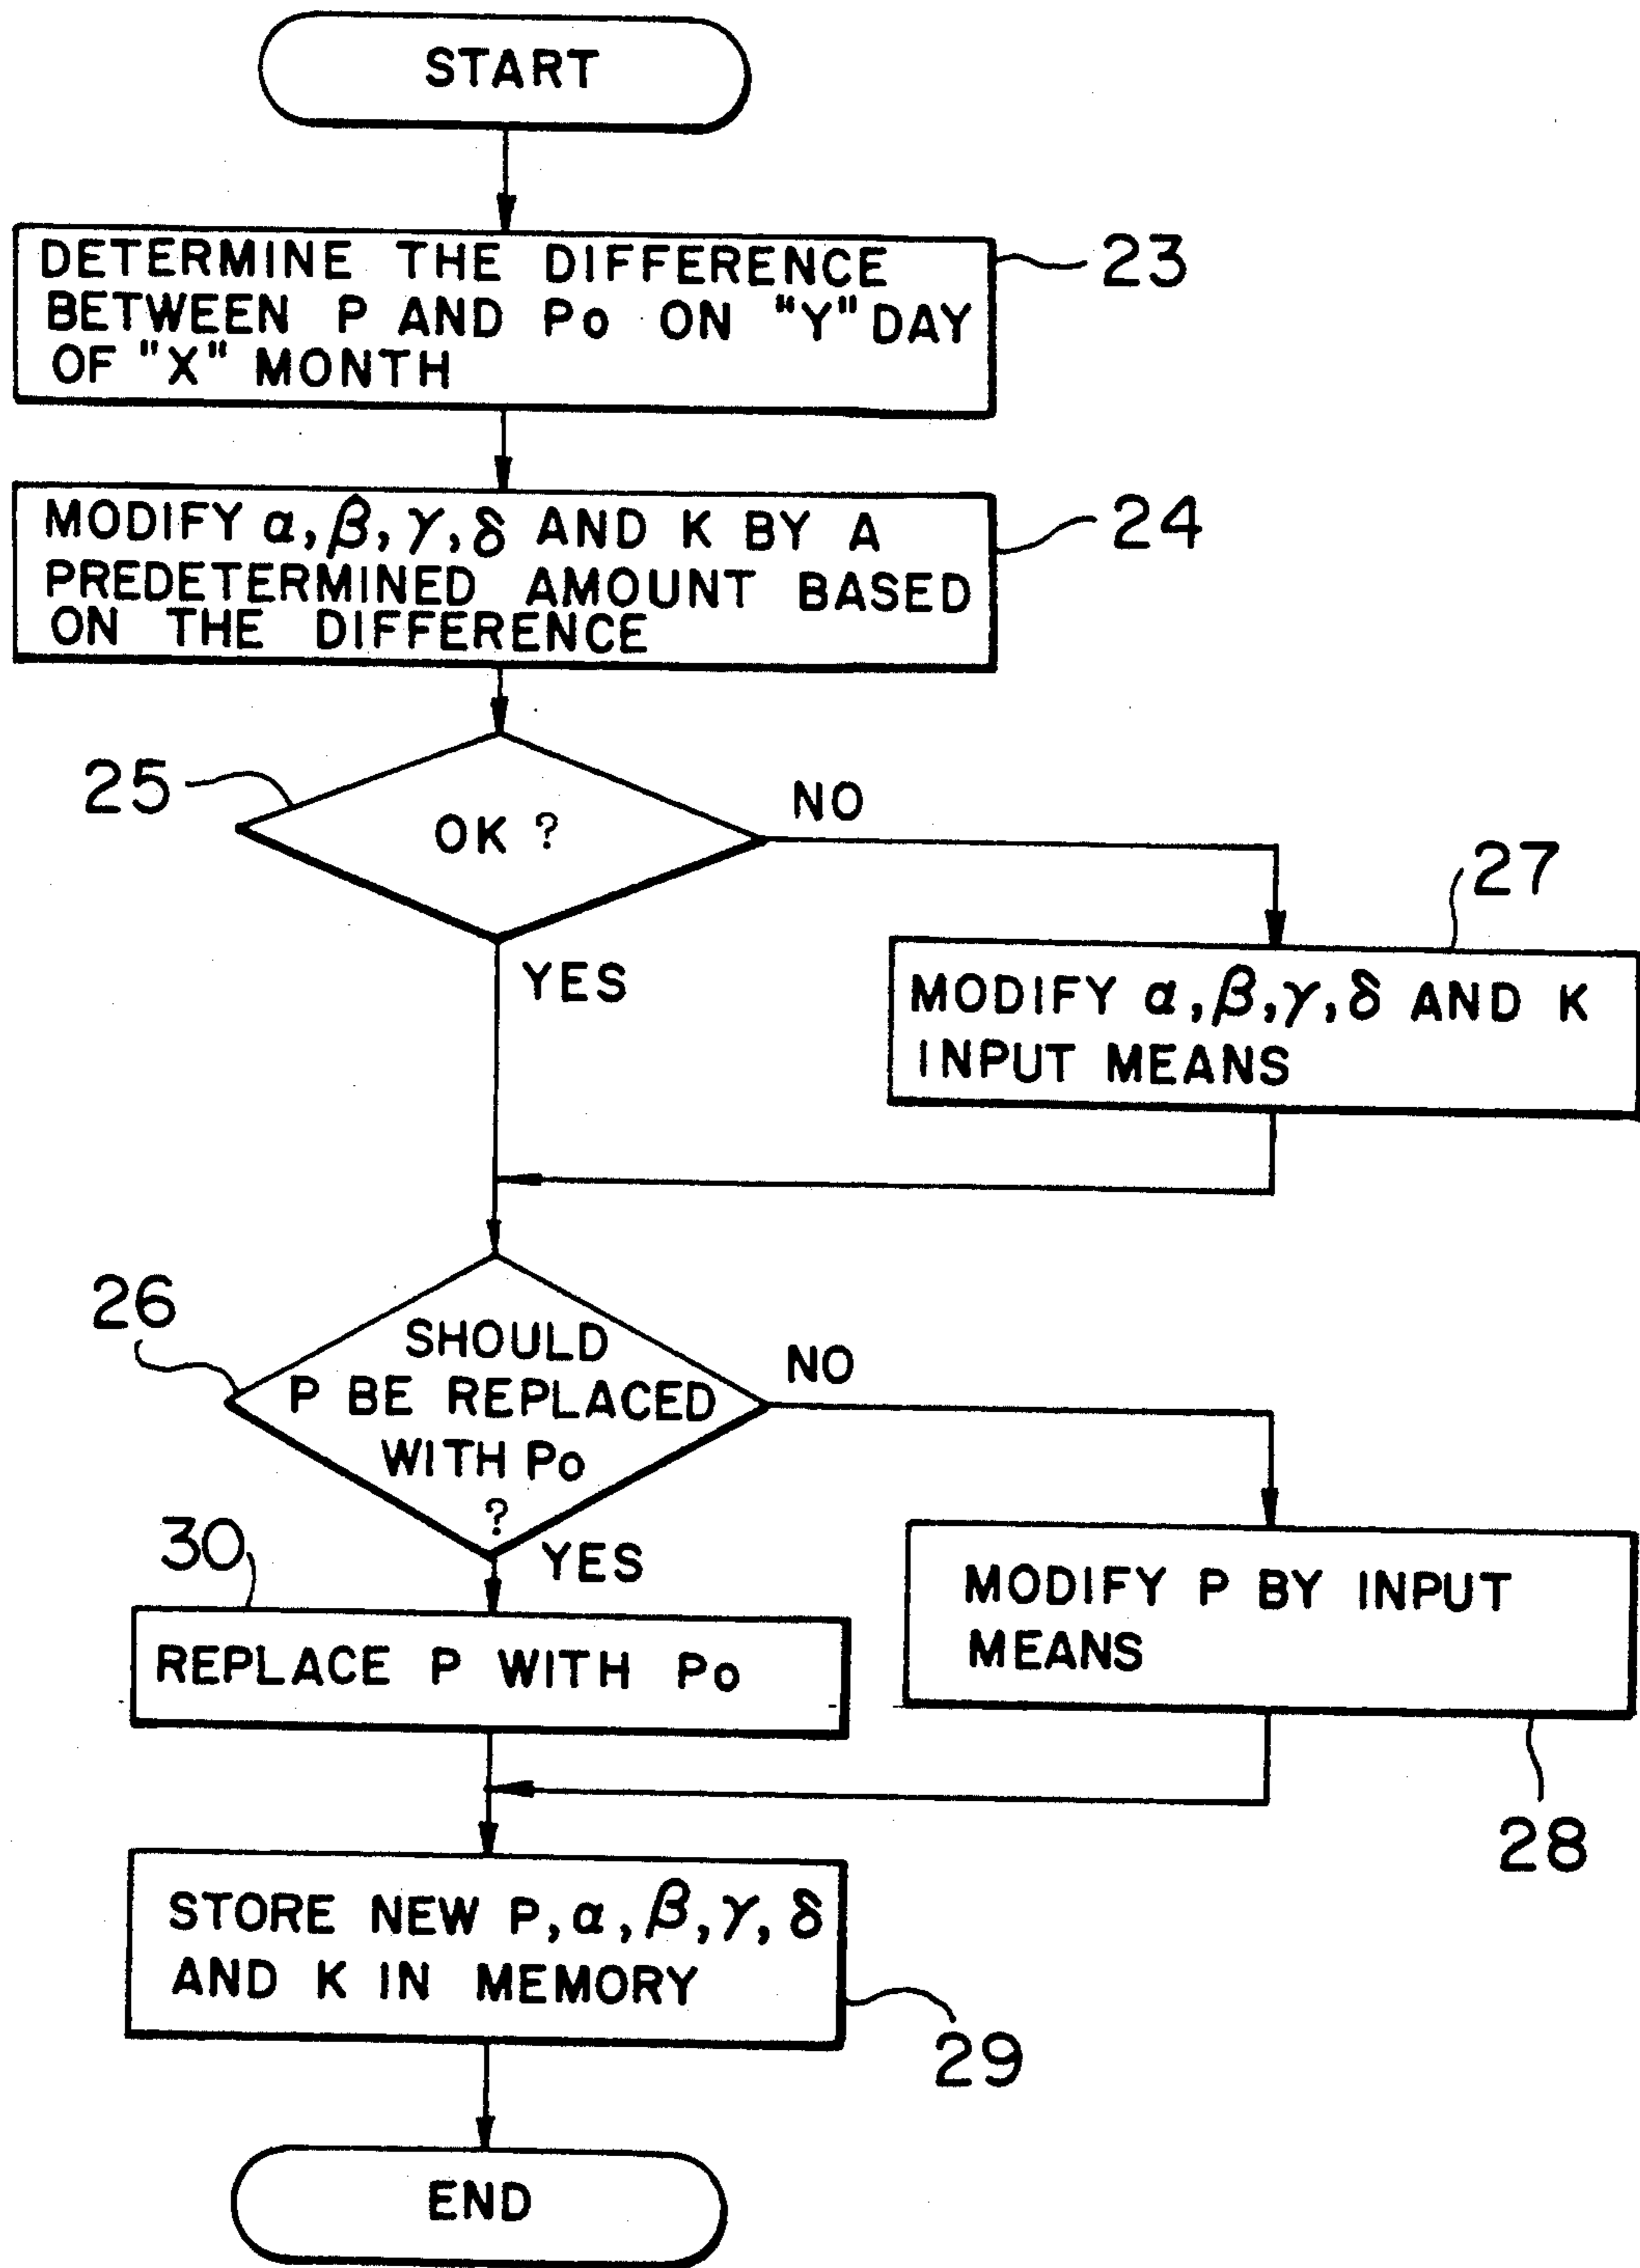 START
DETERMINE THE DIFFERENCE
BETWEEN P AND Po ON "Y" DAY
OF "X" MONTH
23
MODIFY α, β, γ, δ AND K BY A
PREDETERMINED AMOUNT BASED
ON THE DIFFERENCE
24
25
OK ?
NO
YES
27
MODIFY α, β, γ, δ AND K
INPUT MEANS
26
SHOULD
P BE REPLACED
WITH Po
?
NO
YES
30
REPLACE P WITH Po
MODIFY P BY INPUT
MEANS
28
STORE NEW P, α, β, γ, δ
AND K IN MEMORY
29
END